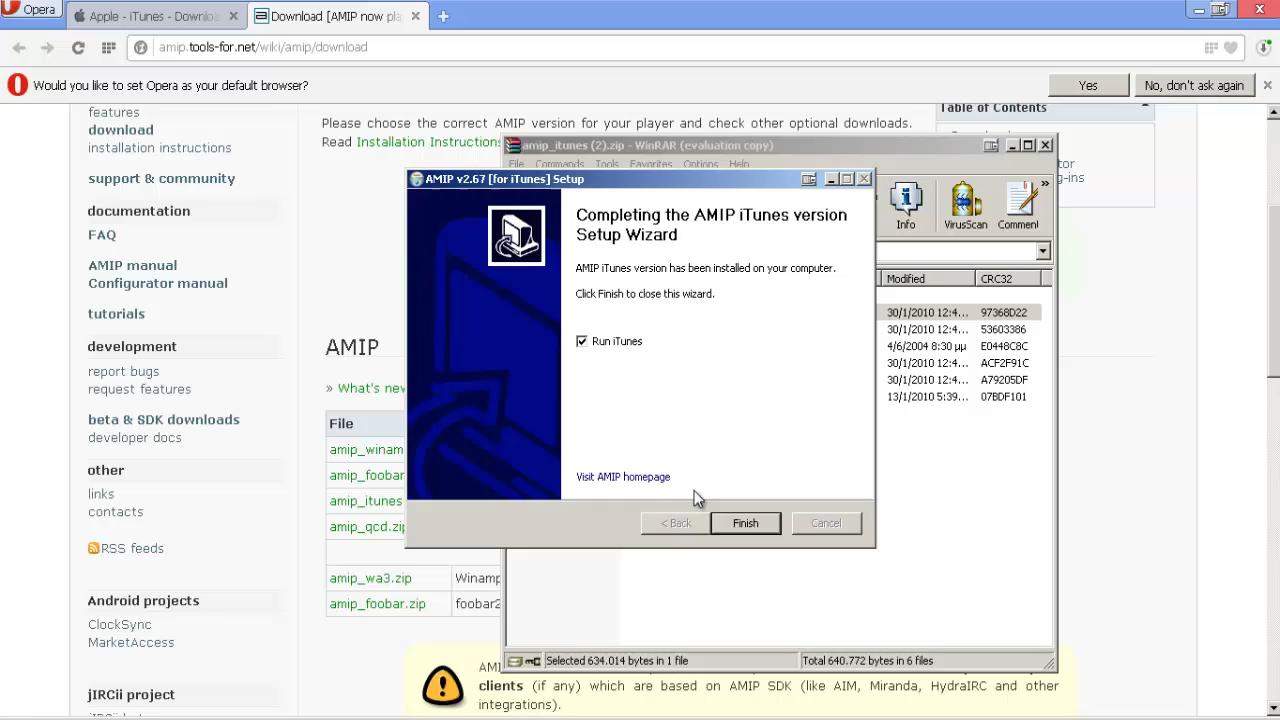 Opera
Apple - iTunes - Downloa
Download [AMIP now pla
amip.tools-for.net/wiki/amip/download
Would you like to set Opera as your default browser?
Yes
No, don't ask again
features
download
installation instructions
support & community
documentation
FAQ
AMIP manual
Configurator manual
tutorials
development
report bugs
request features
beta & SDK downloads
developer docs
other
links
contacts
RSS feeds
Android projects
ClockSync
MarketAccess
jIRCii project
Please choose the correct AMIP version for your player and check other optional downloads.
Read Installation Instructions
Table of Contents
AMIP
» What's new
File
amip_winam
amip_foobar
amip_itunes
amip_qcd.zip
amip_wa3.zip
Winamp
amip_foobar.zip
foobar2
clients (if any) which are based on AMIP SDK (like AIM, Miranda, HydraIRC and other
integrations).
amip_itunes (2).zip - WinRAR (evaluation copy)
File Commands Tools Favorites Options Help
Info
VirusScan
Comment
Modified
CRC32
30/1/2010 12:4... 97368D22
30/1/2010 12:4... 53603386
4/6/2004 8:30 μμ E0448C8C
30/1/2010 12:4... ACF2F91C
30/1/2010 12:4... A79205DF
13/1/2010 5:39... 07BDF101
Selected 634.014 bytes in 1 file
Total 640.772 bytes in 6 files
AMIP v2.67 [for iTunes] Setup
Completing the AMIP iTunes version
Setup Wizard
AMIP iTunes version has been installed on your computer.
Click Finish to close this wizard.
Run iTunes
Visit AMIP homepage
< Back
Finish
Cancel